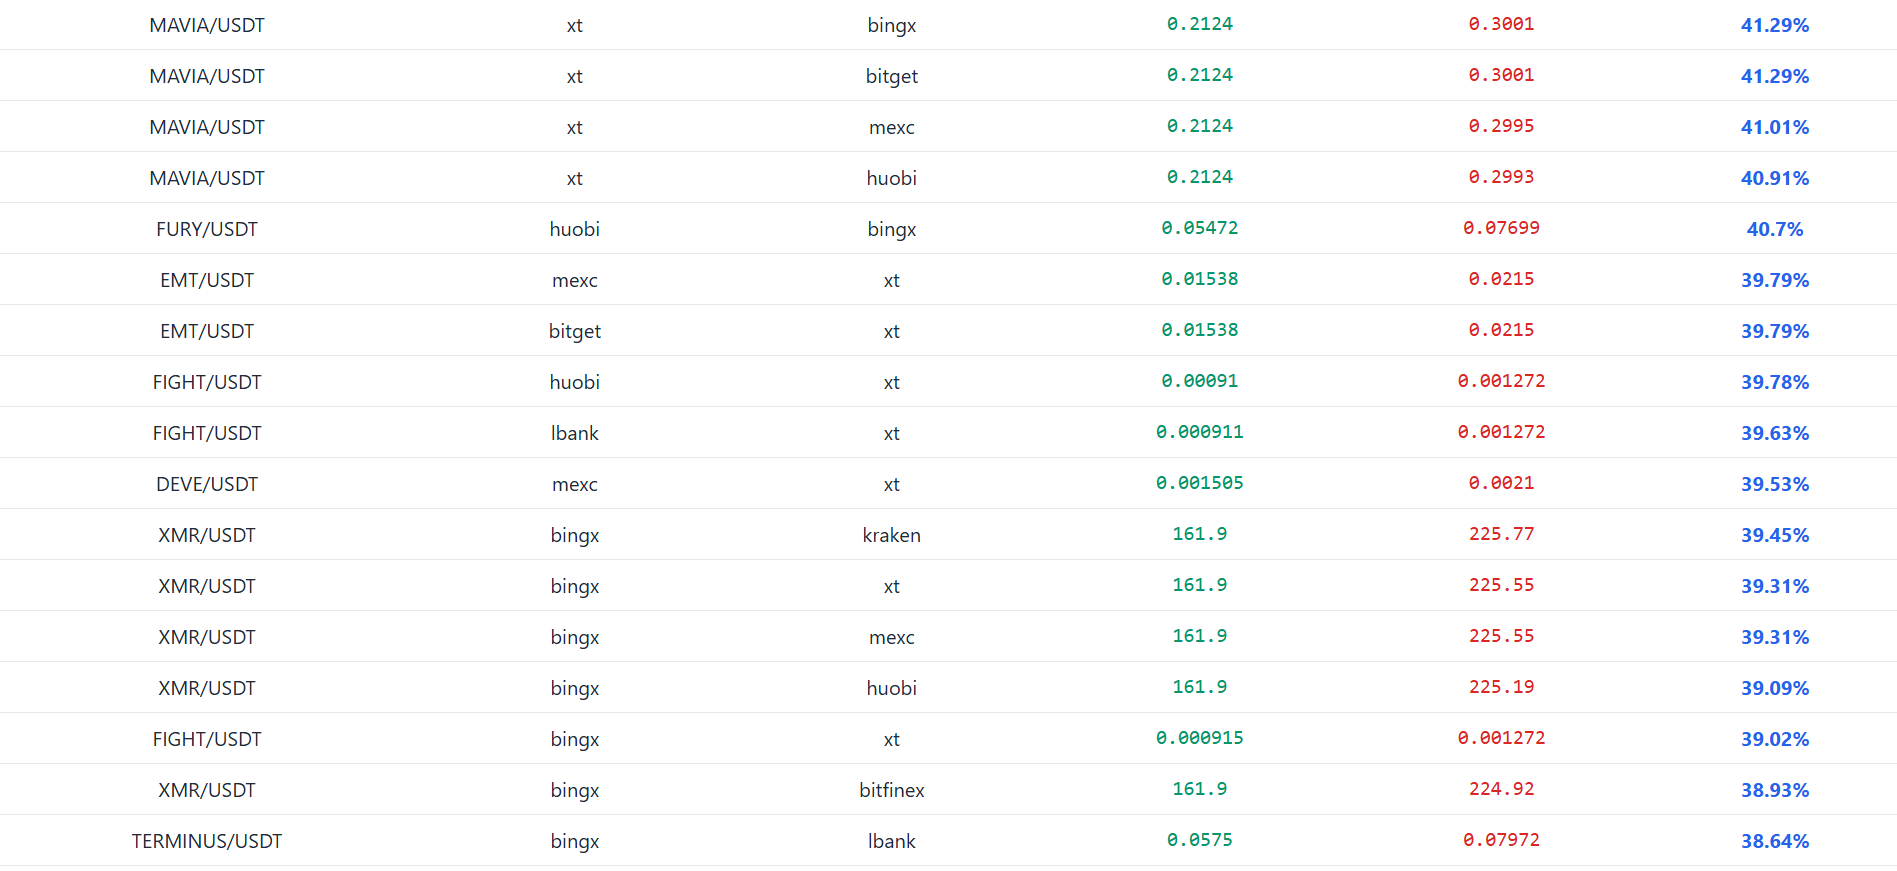 MAVIA/USDT xt bingx 0.2124 0.3001 41.29%
MAVIA/USDT xt bitget 0.2124 0.3001 41.29%
MAVIA/USDT xt mexc 0.2124 0.2995 41.01%
MAVIA/USDT xt huobi 0.2124 0.2993 40.91%
FURY/USDT huobi bingx 0.05472 0.07699 40.7%
EMT/USDT mexc xt 0.01538 0.0215 39.79%
EMT/USDT bitget xt 0.01538 0.0215 39.79%
FIGHT/USDT huobi xt 0.00091 0.001272 39.78%
FIGHT/USDT lbank xt 0.000911 0.001272 39.63%
DEVE/USDT mexc xt 0.001505 0.0021 39.53%
XMR/USDT bingx kraken 161.9 225.77 39.45%
XMR/USDT bingx xt 161.9 225.55 39.31%
XMR/USDT bingx mexc 161.9 225.55 39.31%
XMR/USDT bingx huobi 161.9 225.19 39.09%
FIGHT/USDT bingx xt 0.000915 0.001272 39.02%
XMR/USDT bingx bitfinex 161.9 224.92 38.93%
TERMINUS/USDT bingx lbank 0.0575 0.07972 38.64%